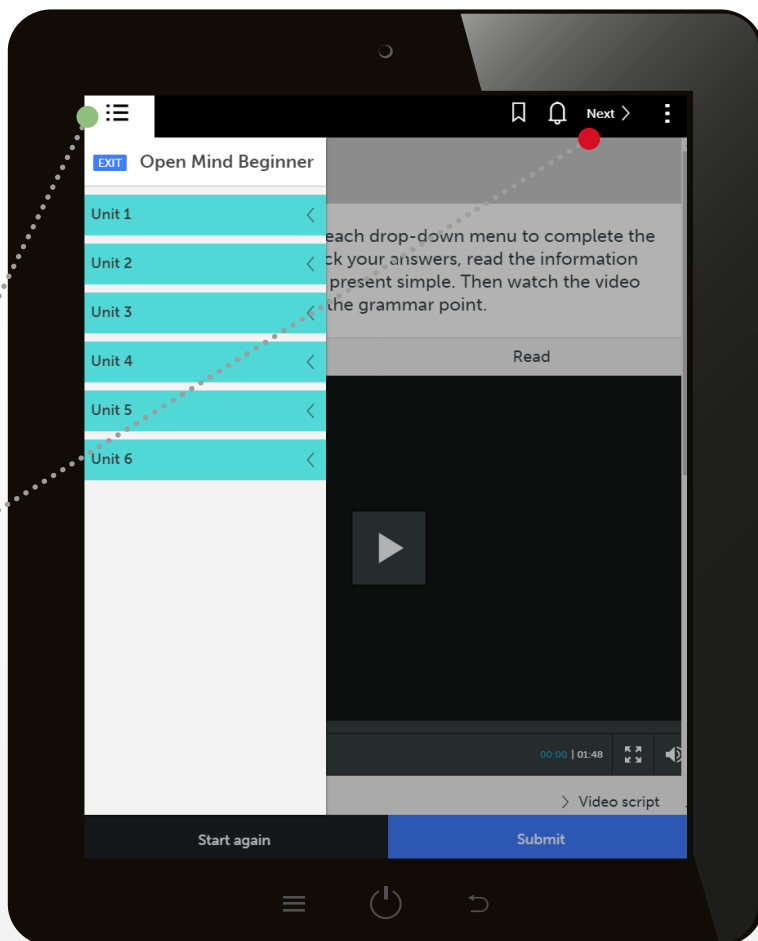 Next
EXIT Open Mind Beginner
Unit 1
Unit 2
Unit 3
Unit 4
Unit 5
Unit 6
each drop-down menu to complete the
ck your answers, read the information
present simple. Then watch the video
the grammar point.
Read
00:00 | 01:48
Video script
Start again
Submit